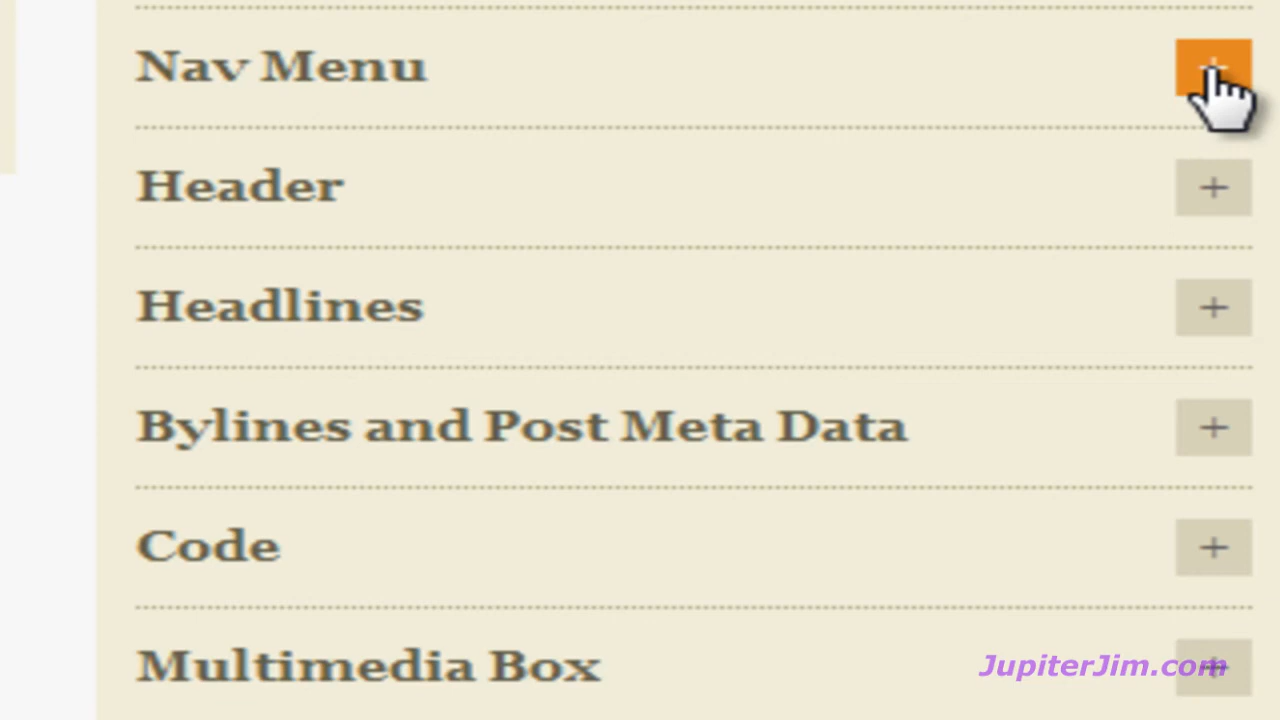 Nav Menu +
Header +
Headlines +
Bylines and Post Meta Data +
Code +
Multimedia Box +
JupiterJim.com